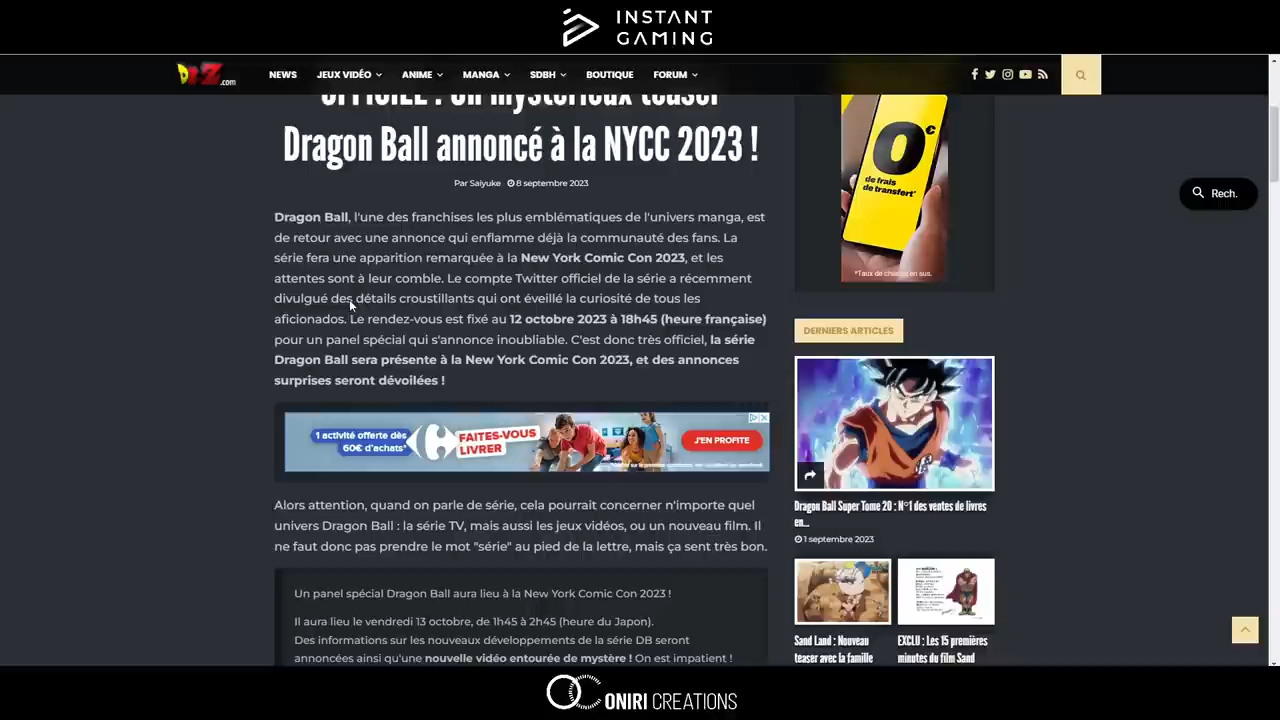 INSTANT
GAMING
DBZ.com
NEWS
JEUX VIDÉO
ANIME
MANGA
SDBH
BOUTIQUE
FORUM
OFFICIEL : Un mystérieux teaser
Dragon Ball annoncé à la NYCC 2023 !
Par Saiyuke 8 septembre 2023
Dragon Ball, l'une des franchises les plus emblématiques de l'univers manga, est
de retour avec une annonce qui enflamme déjà la communauté des fans. La
série fera une apparition remarquée à la New York Comic Con 2023, et les
attentes sont à leur comble. Le compte Twitter officiel de la série a récemment
divulgué des détails croustillants qui ont éveillé la curiosité de tous les
aficionados. Le rendez-vous est fixé au 12 octobre 2023 à 18h45 (heure française)
pour un panel spécial qui s'annonce inoubliable. C'est donc très officiel, la série
Dragon Ball sera présente à la New York Comic Con 2023, et des annonces
surprises seront dévoilées !
1 activité offerte dès
60€ d'achats*
FAITES-VOUS
LIVRER
J'EN PROFITE
Alors attention, quand on parle de série, cela pourrait concerner n'importe quel
univers Dragon Ball : la série TV, mais aussi les jeux vidéos, ou un nouveau film. Il
ne faut donc pas prendre le mot "série" au pied de la lettre, mais ça sent très bon.
Un panel spécial Dragon Ball aura lieu à la New York Comic Con 2023 !
Il aura lieu le vendredi 13 octobre, de 1h45 à 2h45 (heure du Japon).
Des informations sur les nouveaux développements de la série DB seront
annoncées ainsi qu'une nouvelle vidéo entourée de mystère ! On est impatient !
0€
de frais
de transfert*
*Taux de change en sus.
Rech.
DERNIERS ARTICLES
Dragon Ball Super Tome 20 : N°1 des ventes de livres
en...
1 septembre 2023
Sand Land : Nouveau
teaser avec la famille
EXCLU : Les 15 premières
minutes du film Sand
ONIRI CREATIONS